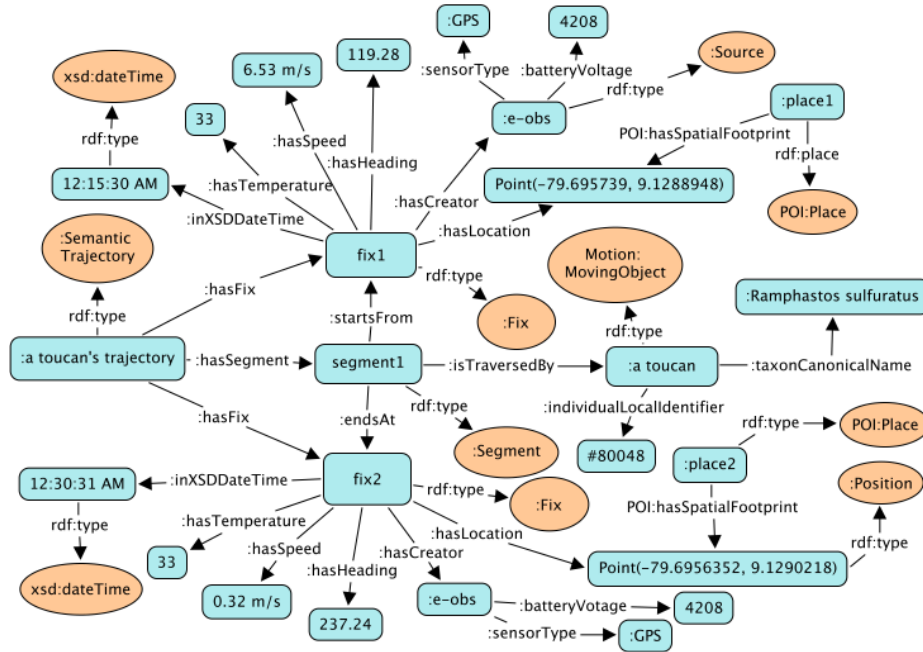 :GPS
4208
6.53 m/s
119.28
:Source
xsd:dateTime
:sensorType
:batteryVoltage
rdf:type
:place1
33
:e-obs
rdf:type
:hasSpeed
POI:hasSpatialFootprint
rdf:place
:hasHeading
12:15:30 AM
:hasTemperature
Point(-79.695739, 9.1288948)
:hasCreator
:inXSDDateTime
:hasLocation
POI:Place
:Semantic
Trajectory
fix1
Motion:
MovingObject
rdf:type
:hasFix
:Ramphastos sulfuratus
rdf:type
:startsFrom
:Fix
rdf:type
:a toucan's trajectory
:hasSegment
segment1
:isTraversedBy
:a toucan
:taxonCanonicalName
:hasFix
:endsAt
rdf:type
:individualLocalIdentifier
POI:Place
rdf:type
:Segment
#80048
:place2
12:30:31 AM
:inXSDDateTime
fix2
rdf:type
:Fix
:Position
rdf:type
:hasTemperature
POI:hasSpatialFootprint
:hasSpeed
:hasLocation
:hasCreator
rdf:type
33
:hasHeading
Point(-79.6956352, 9.1290218)
xsd:dateTime
0.32 m/s
:e-obs
:batteryVotage
4208
237.24
:sensorType
:GPS